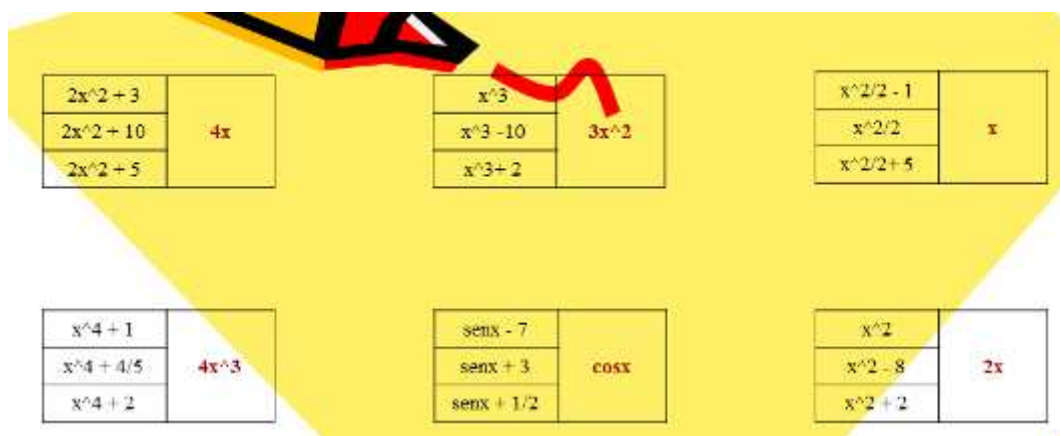 2x^2 + 3
2x^2 + 10
2x^2 + 5
4x
x^3
x^3 -10
x^3+ 2
3x^2
x^2/2 - 1
x^2/2
x^2/2+ 5
x
x^4 + 1
x^4 + 4/5
x^4 + 2
4x^3
senx - 7
senx + 3
senx + 1/2
cosx
x^2
x^2 - 8
x^2 + 2
2x